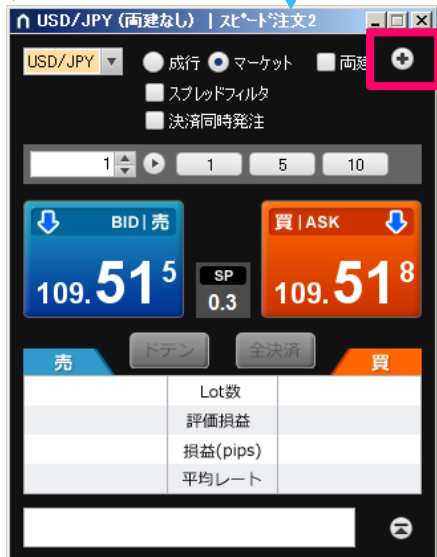 USD/JPY (両建なし) | スピード注文2
USD/JPY 成行 マーケット 両建
スプレッドフィルタ
決済同時発注
1 1 5 10
BID|売 買|ASK
109.515 SP 109.518
0.3
ドテン 全決済
売 買
Lot数
評価損益
損益(pips)
平均レート